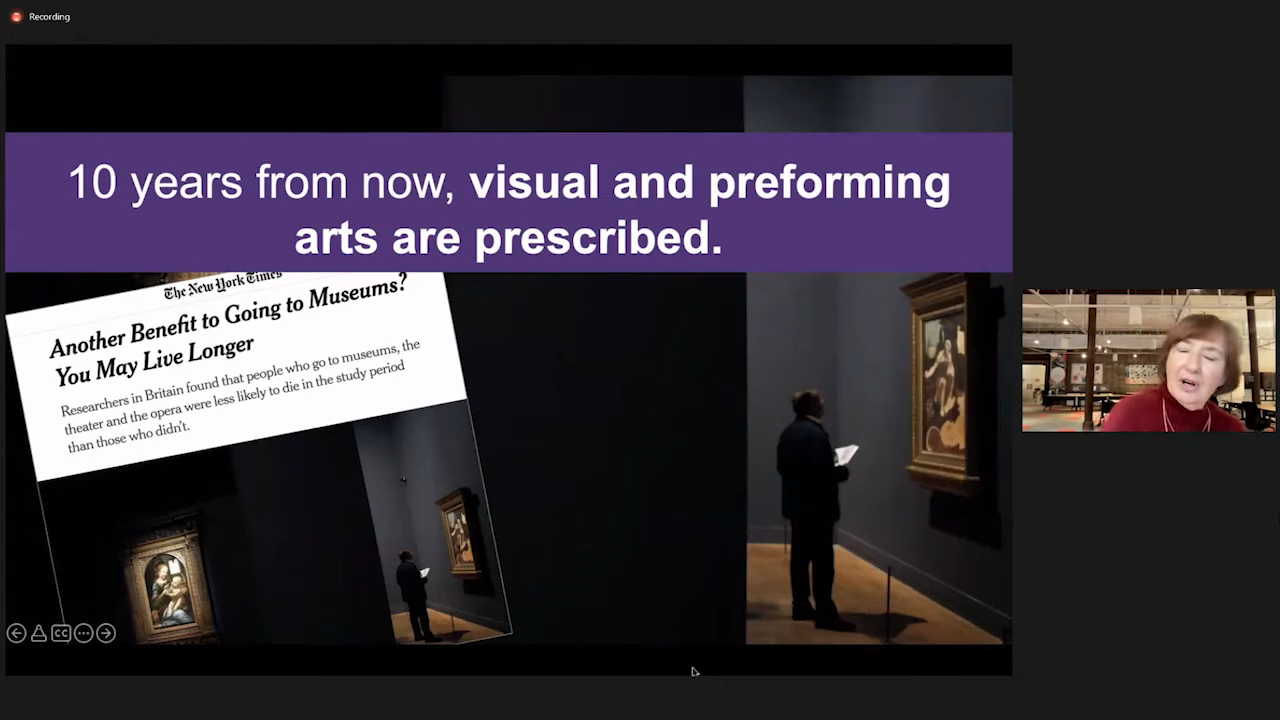 Recording
10 years from now, visual and preforming
arts are prescribed.
The New York Times
Another Benefit to Going to Museums?
You May Live Longer
Researchers in Britain found that people who go to museums, the
theater and the opera were less likely to die in the study period
than those who didn't.
CC